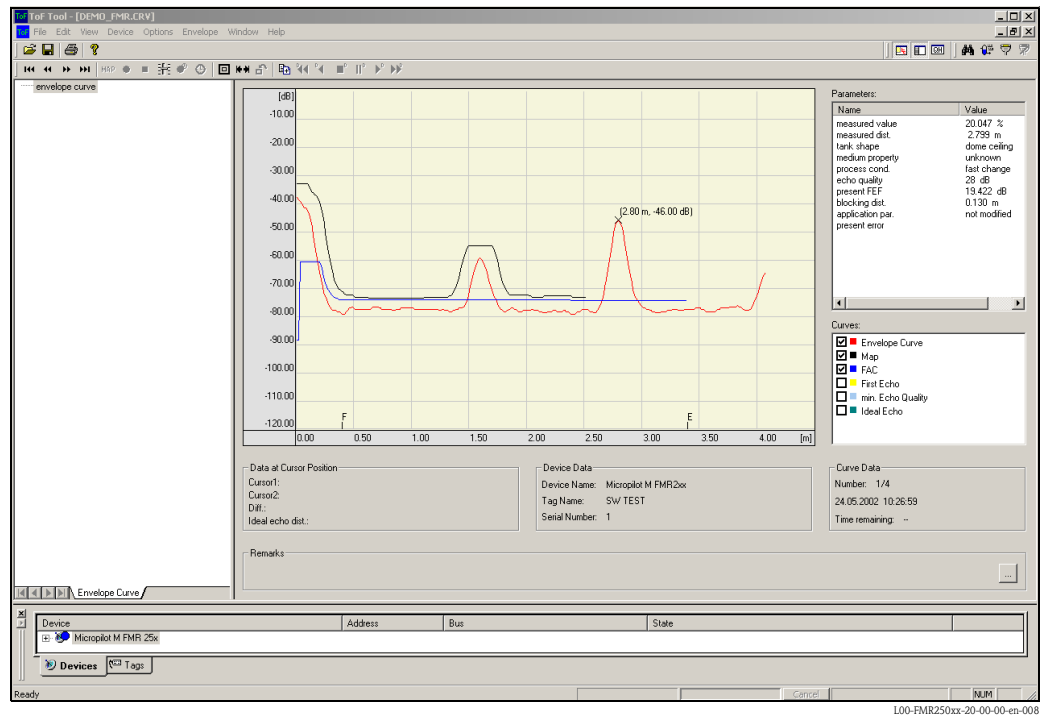 ToF Tool - [DEMO_FMR.CRV]
File Edit View Device Options Envelope Window Help
MAP
envelope curve
[dB]
-10.00
-20.00
-30.00
-40.00
-50.00
-60.00
-70.00
-80.00
-90.00
-100.00
-110.00
-120.00
(2.80 m, -46.00 dB)
F
E
0.00 0.50 1.00 1.50 2.00 2.50 3.00 3.50 4.00 [m]
Parameters:
Name Value
measured value 20.047 %
measured dist. 2.799 m
tank shape dome ceiling
medium property unknown
process cond. fast change
echo quality 28 dB
present FEF 19.422 dB
blocking dist. 0.130 m
application par. not modified
present error
Curves:
Envelope Curve
Map
FAC
First Echo
min. Echo Quality
Ideal Echo
Data at Cursor Position
Cursor1:
Cursor2:
Diff.:
Ideal echo dist.:
Device Data
Device Name: Micropilot M FMR2xx
Tag Name: SW TEST
Serial Number: 1
Curve Data
Number: 1/4
24.05.2002 10:26:59
Time remaining: --
Remarks
...
Envelope Curve
Device Address Bus State
Micropilot M FMR 25x
Devices Tags
Ready Cancel NUM
L00-FMR250xx-20-00-00-en-008